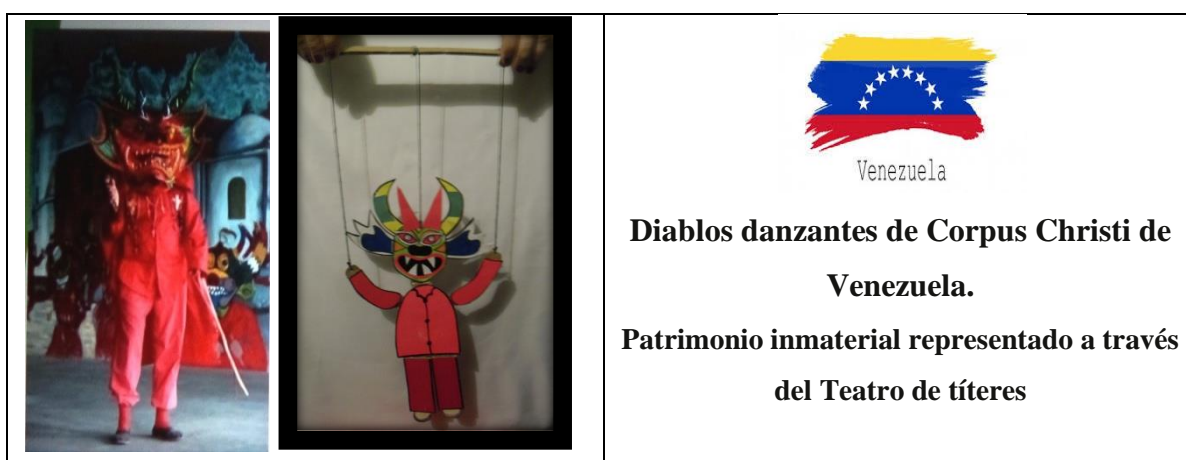 Venezuela
Diablos danzantes de Corpus Christi de
Venezuela.
Patrimonio inmaterial representado a través
del Teatro de títeres